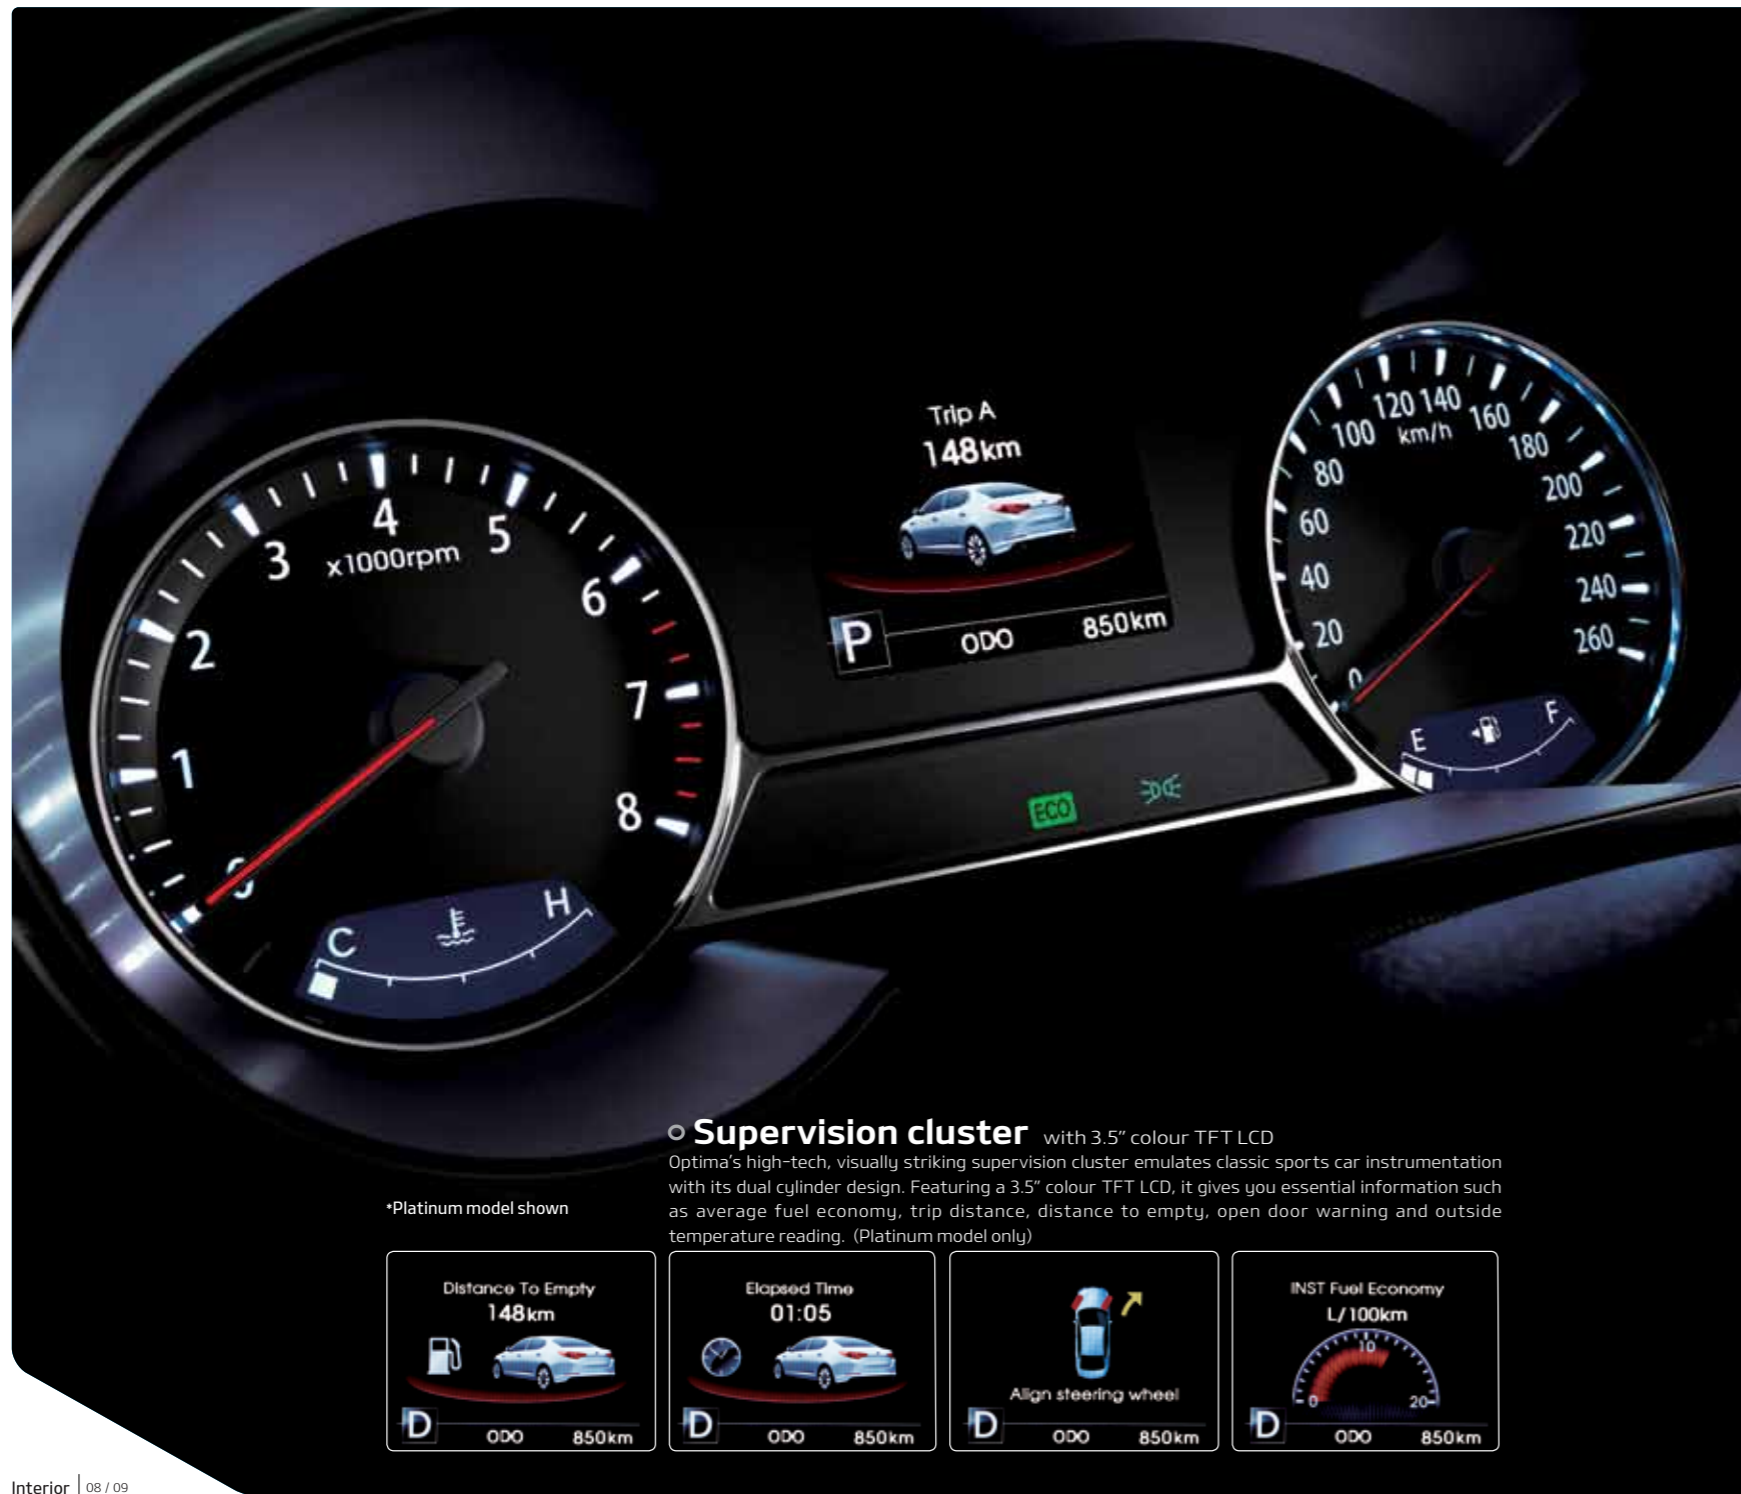 Trip A
148km
P ODO 850km
0
1
2
3
4
5
6
7
8
x1000rpm
C H
ECO
0
20
40
60
80
100
120
140
160
180
200
220
240
260
km/h
E F
Supervision cluster with 3.5” colour TFT LCD
Optima’s high-tech, visually striking supervision cluster emulates classic sports car instrumentation
with its dual cylinder design. Featuring a 3.5” colour TFT LCD, it gives you essential information such
as average fuel economy, trip distance, distance to empty, open door warning and outside
temperature reading. (Platinum model only)
*Platinum model shown
Distance To Empty
148km
D ODO 850km
Elapsed Time
01:05
D ODO 850km
Align steering wheel
D ODO 850km
INST Fuel Economy
L/100km
10
0 20
D ODO 850km
Interior | 08 / 09